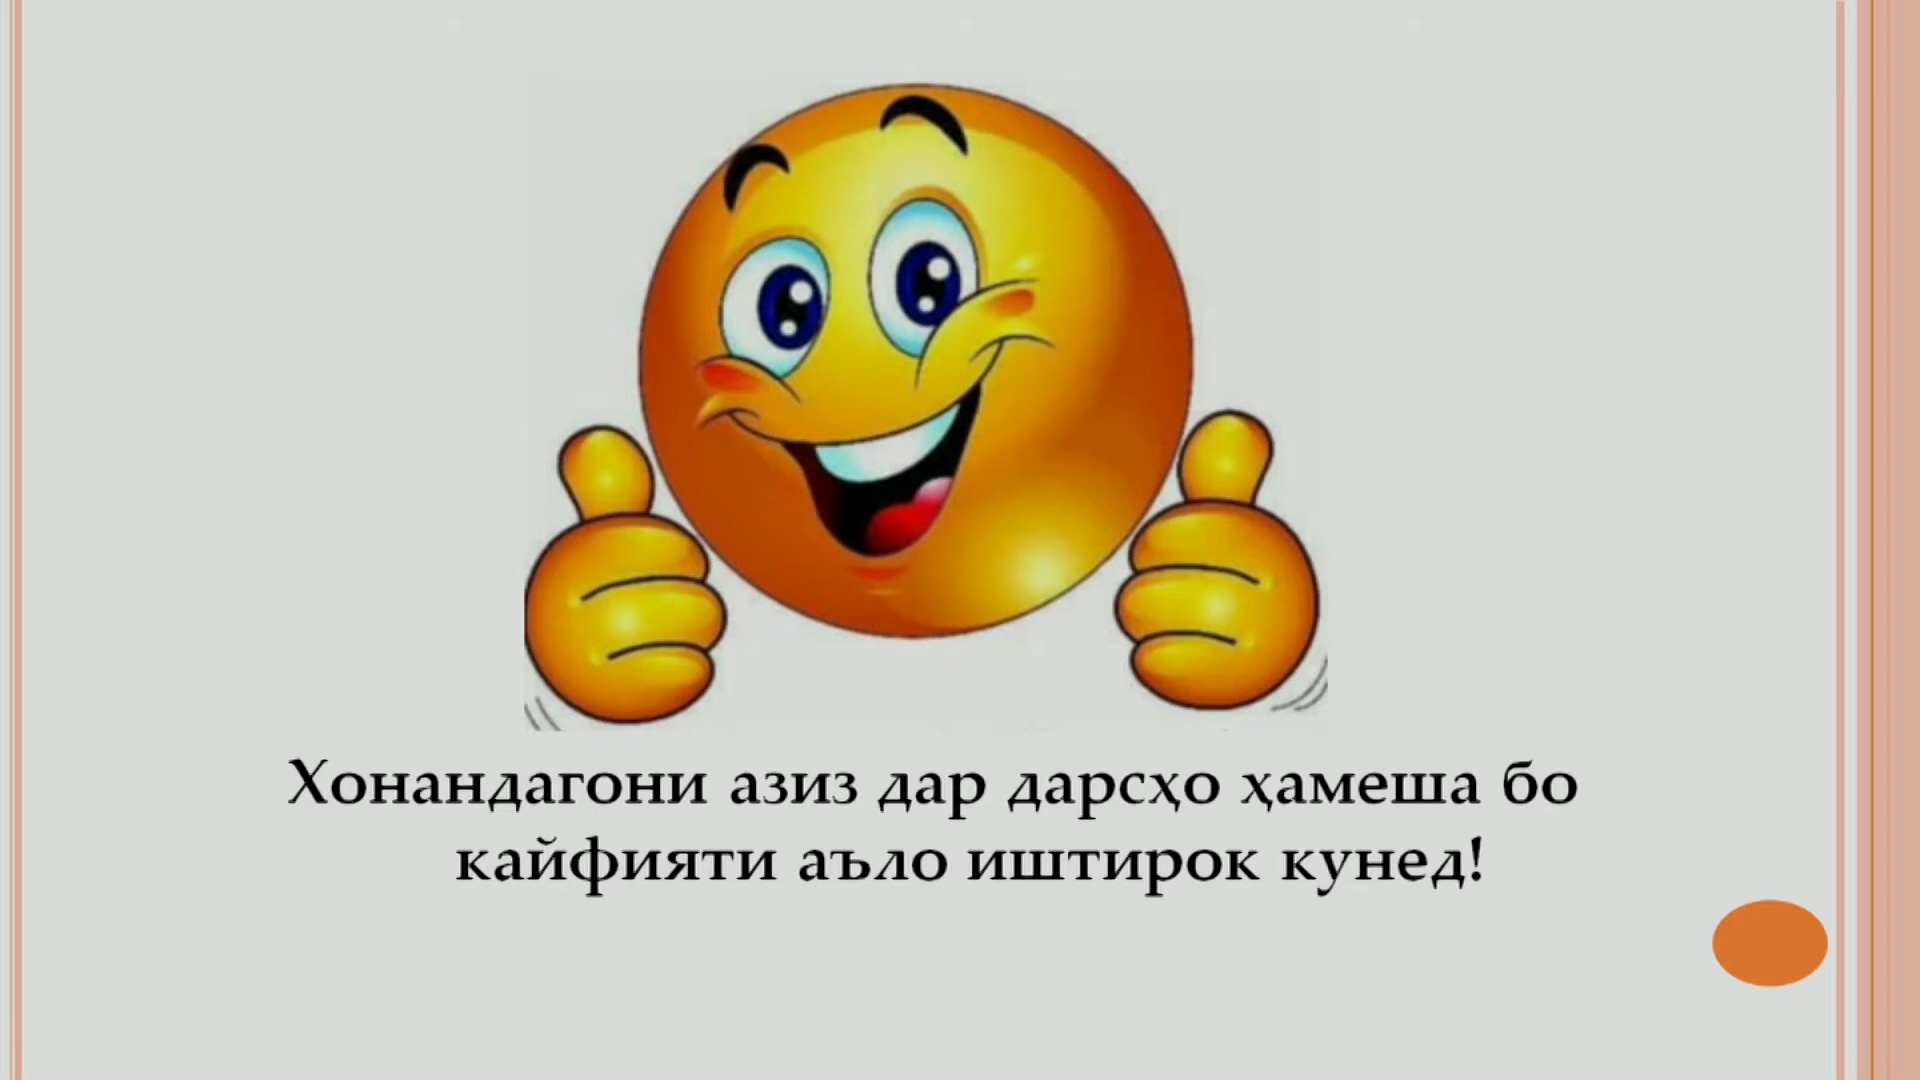 Хонандагони азиз дар дарсҳо ҳамеша бо
кайфияти аъло иштирок кунед!